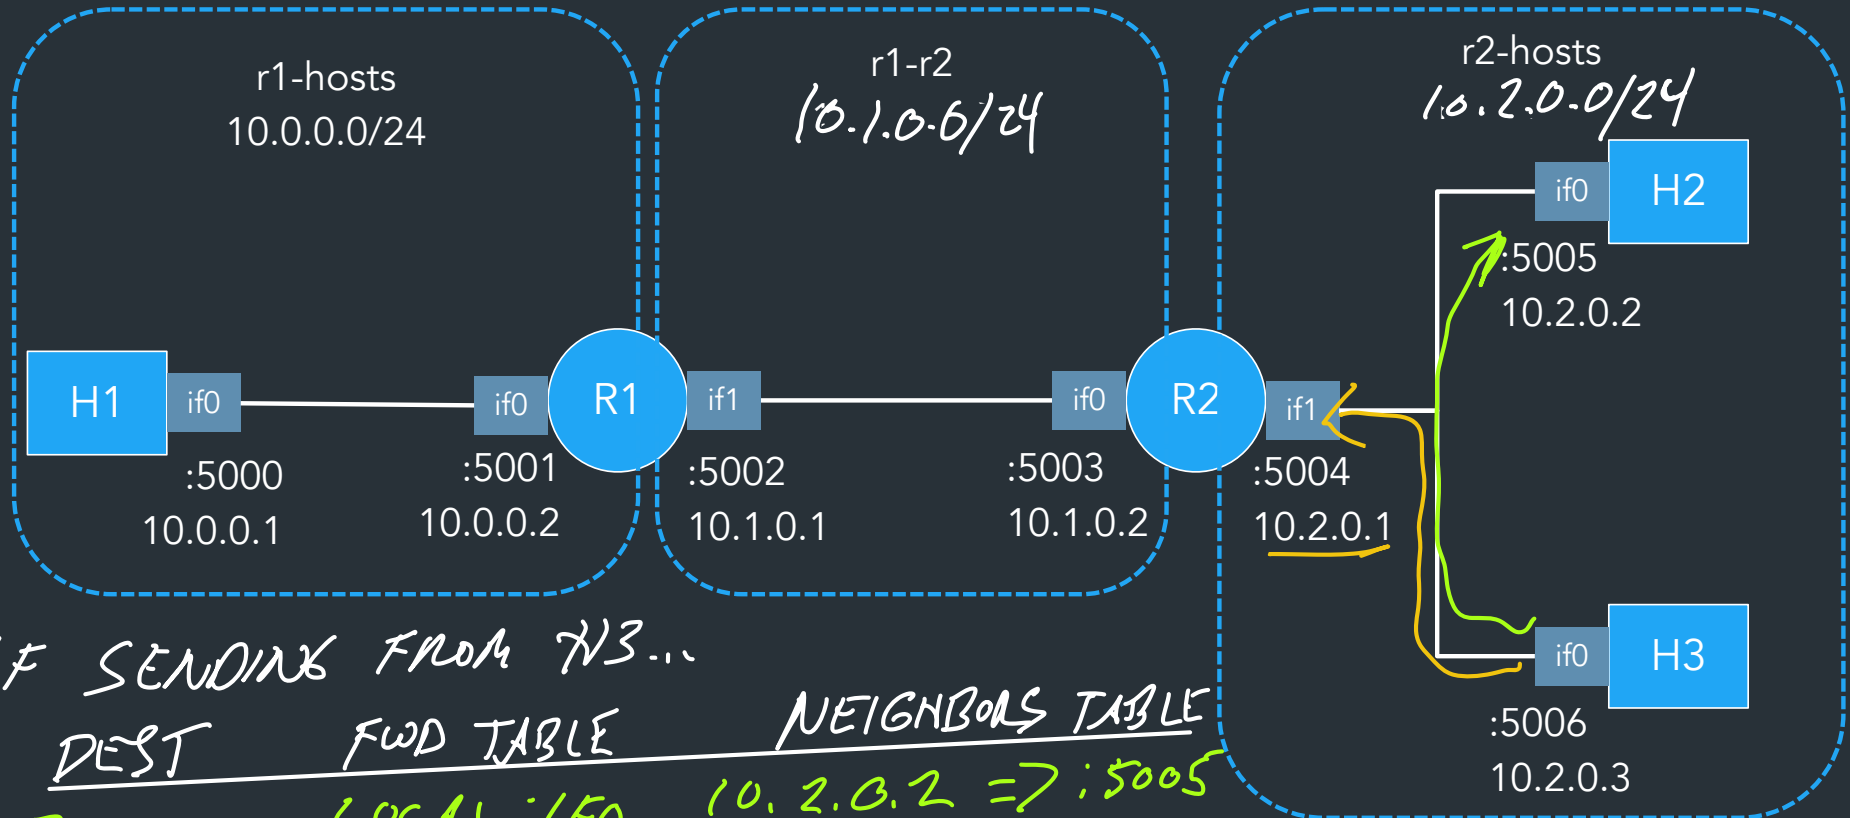 r1-hosts
10.0.0.0/24
r1-r2
10.1.0.0/24
r2-hosts
10.2.0.0/24
if0
H2
:5005
10.2.0.2
H1
if0
if0
R1
if1
if0
R2
if1
:5000
10.0.0.1
:5001
10.0.0.2
:5002
10.1.0.1
:5003
10.1.0.2
:5004
10.2.0.1
if0
H3
:5006
10.2.0.3
F SENDING FROM H3...
DEST FWD TABLE NEIGHBORS TABLE
LOCAL if0 10.2.0.2 => :5005